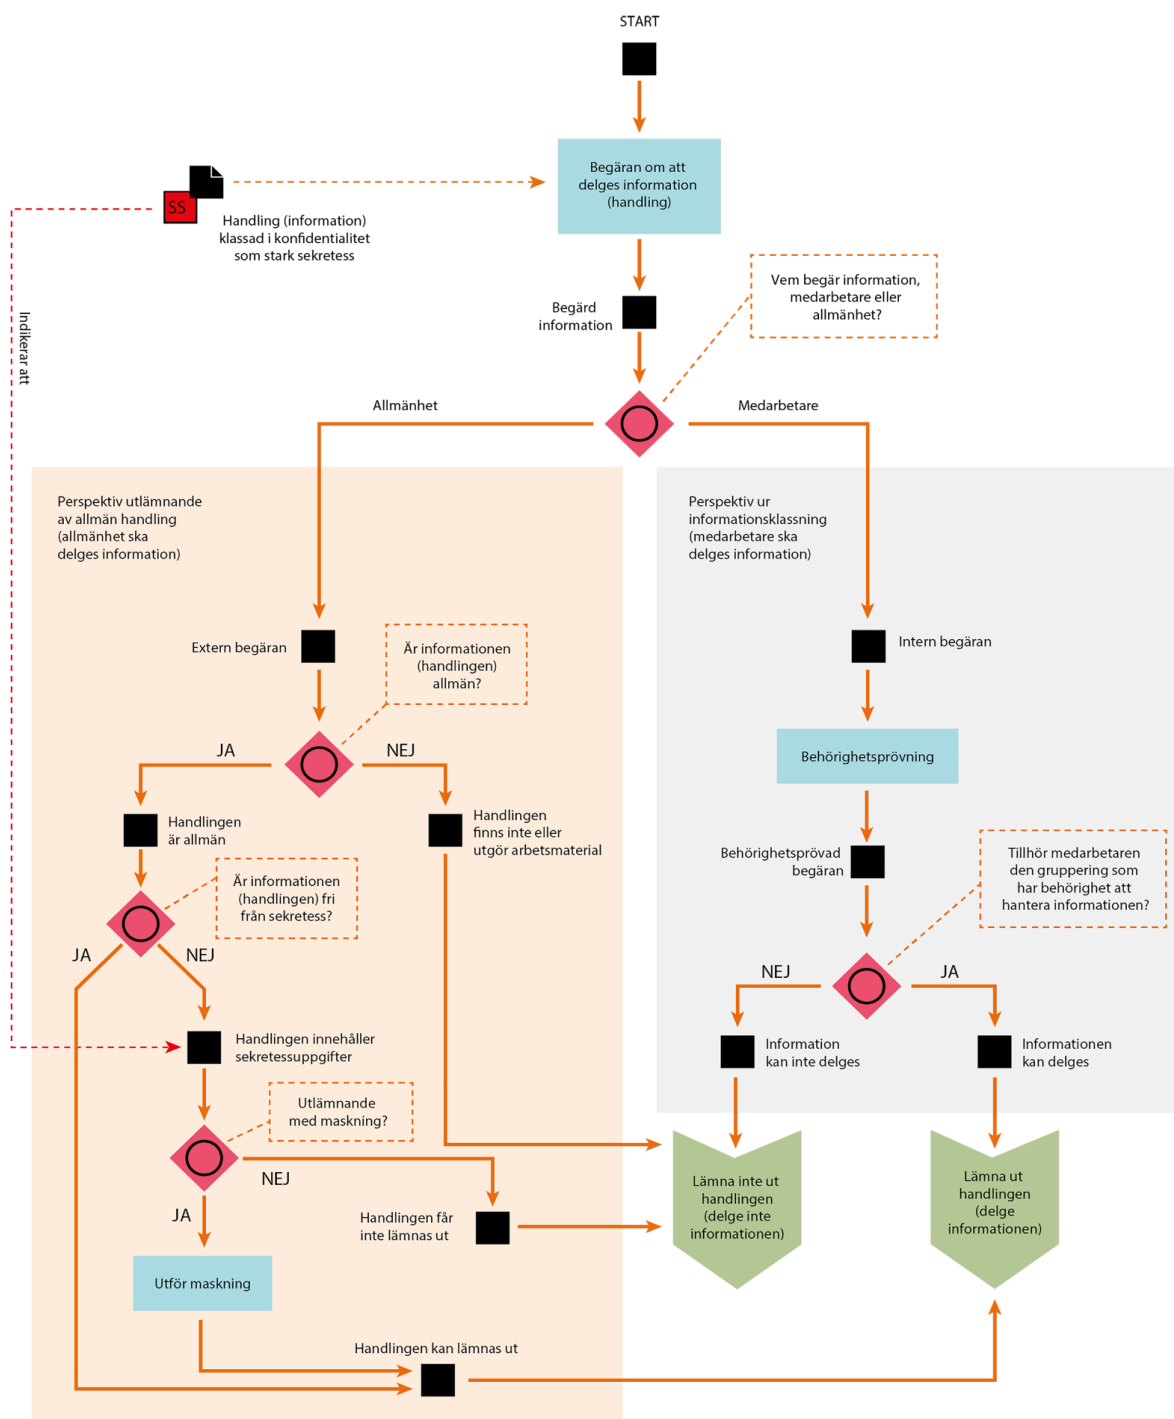 START
Begäran om att
delges information
(handling)
SS
Handling (information)
klassad i konfidentialitet
som stark sekretess
Indikerar att
Begärd
information
Vem begär information,
medarbetare eller
allmänhet?
Allmänhet
Medarbetare
Perspektiv utlämnande
av allmän handling
(allmänhet ska
delges information)
Perspektiv ur
informationsklassning
(medarbetare ska
delges information)
Extern begäran
Är informationen
(handlingen)
allmän?
Intern begäran
JA
NEJ
Behörighetsprövning
Handlingen
är allmän
Handlingen
finns inte eller
utgör arbetsmaterial
Behörighetsprövad
begäran
Tillhör medarbetaren
den gruppering som
har behörighet att
hantera informationen?
Är informationen
(handlingen) fri
från sekretess?
JA
NEJ
NEJ
JA
Handlingen innehåller
sekretessuppgifter
Information
kan inte delges
Informationen
kan delges
Utlämnande
med maskning?
NEJ
JA
Handlingen får
inte lämnas ut
Lämna inte ut
handlingen
(delge inte
informationen)
Lämna ut
handlingen
(delge
informationen)
Utför maskning
Handlingen kan lämnas ut